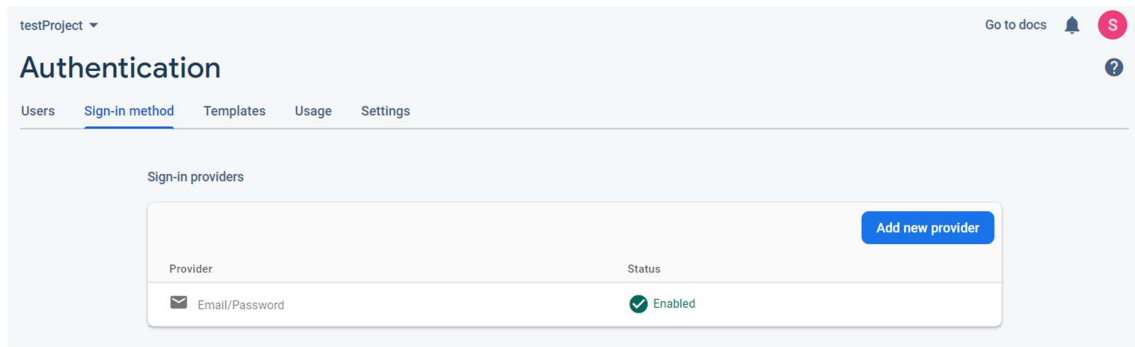 testProject Go to docs S
Authentication ?
Users Sign-in method Templates Usage Settings
Sign-in providers
Add new provider
Provider Status
Email/Password Enabled